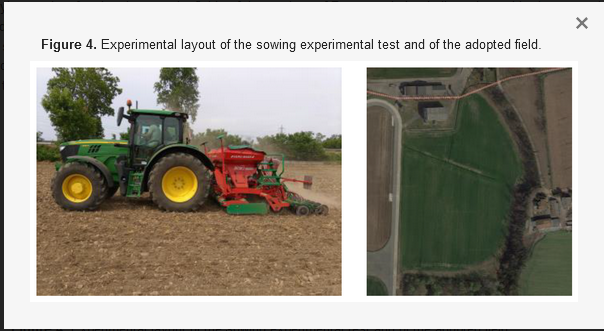 Figure 4. Experimental layout of the sowing experimental test and of the adopted field.